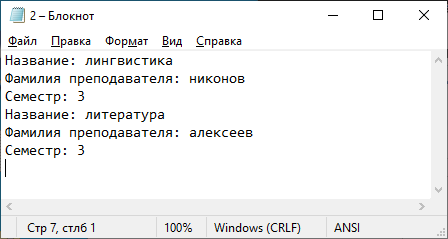 2 – Блокнот
Файл Правка Формат Вид Справка
Название: лингвистика
Фамилия преподавателя: никонов
Семестр: 3
Название: литература
Фамилия преподавателя: алексеев
Семестр: 3
Стр 7, стлб 1 100% Windows (CRLF) ANSI